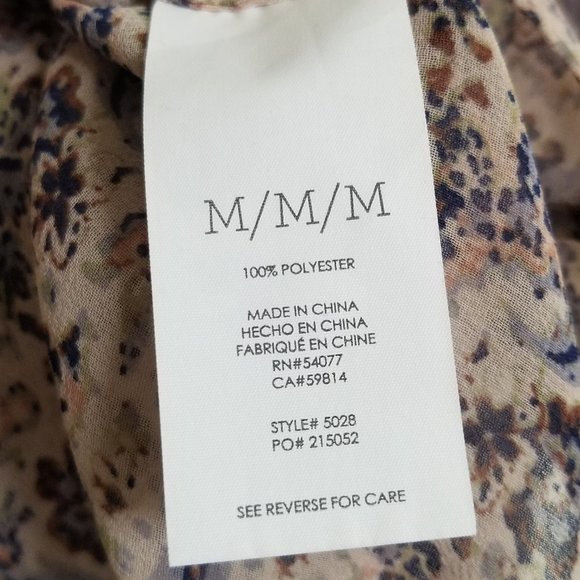 M/M/M
100% POLYESTER
MADE IN CHINA
HECHO EN CHINA
FABRIQUÉ EN CHINE
RN#54077
CA#59814
STYLE# 5028
PO# 215052
SEE REVERSE FOR CARE